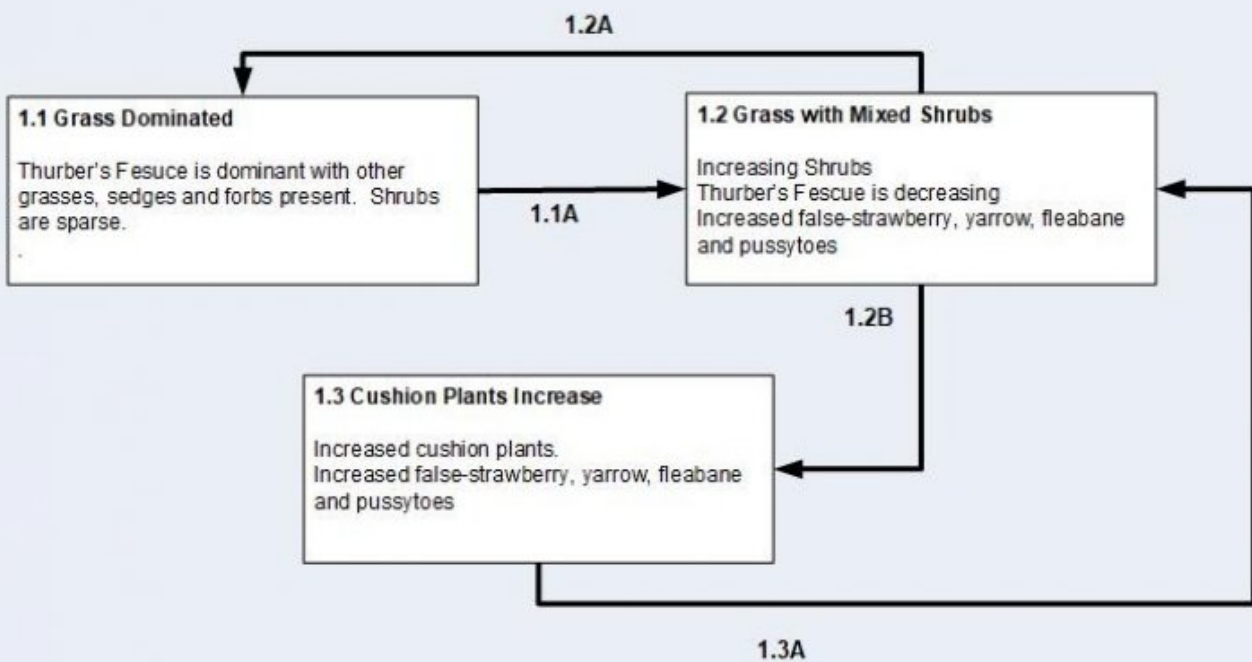 1.2A
1.1 Grass Dominated
Thurber's Fesuce is dominant with other
grasses, sedges and forbs present. Shrubs
are sparse.
.
1.1A
1.2 Grass with Mixed Shrubs
Increasing Shrubs
Thurber's Fescue is decreasing
Increased false-strawberry, yarrow, fleabane
and pussytoes
1.2B
1.3 Cushion Plants Increase
Increased cushion plants.
Increased false-strawberry, yarrow, fleabane
and pussytoes
1.3A